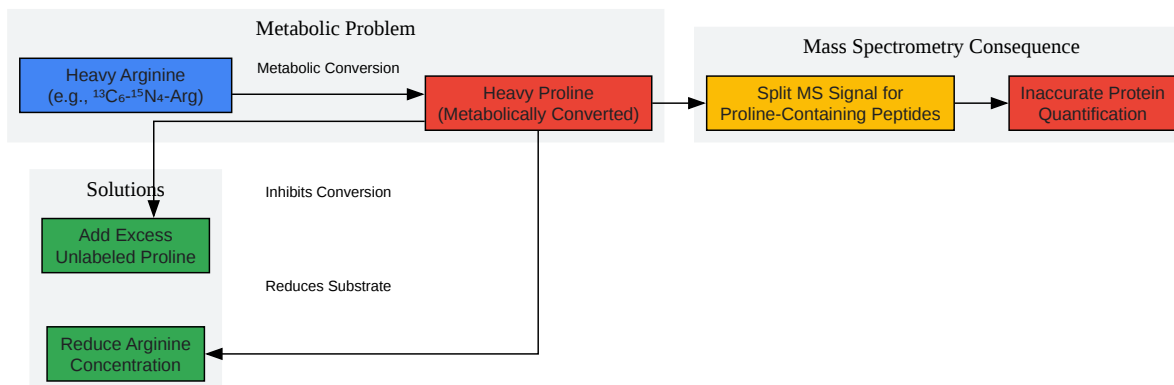 Metabolic Problem
Heavy Arginine
(e.g., ¹³C₆-¹⁵N₄-Arg)
Metabolic Conversion
Heavy Proline
(Metabolically Converted)
Mass Spectrometry Consequence
Split MS Signal for
Proline-Containing Peptides
Inaccurate Protein
Quantification
Solutions
Inhibits Conversion
Add Excess
Unlabeled Proline
Reduces Substrate
Reduce Arginine
Concentration